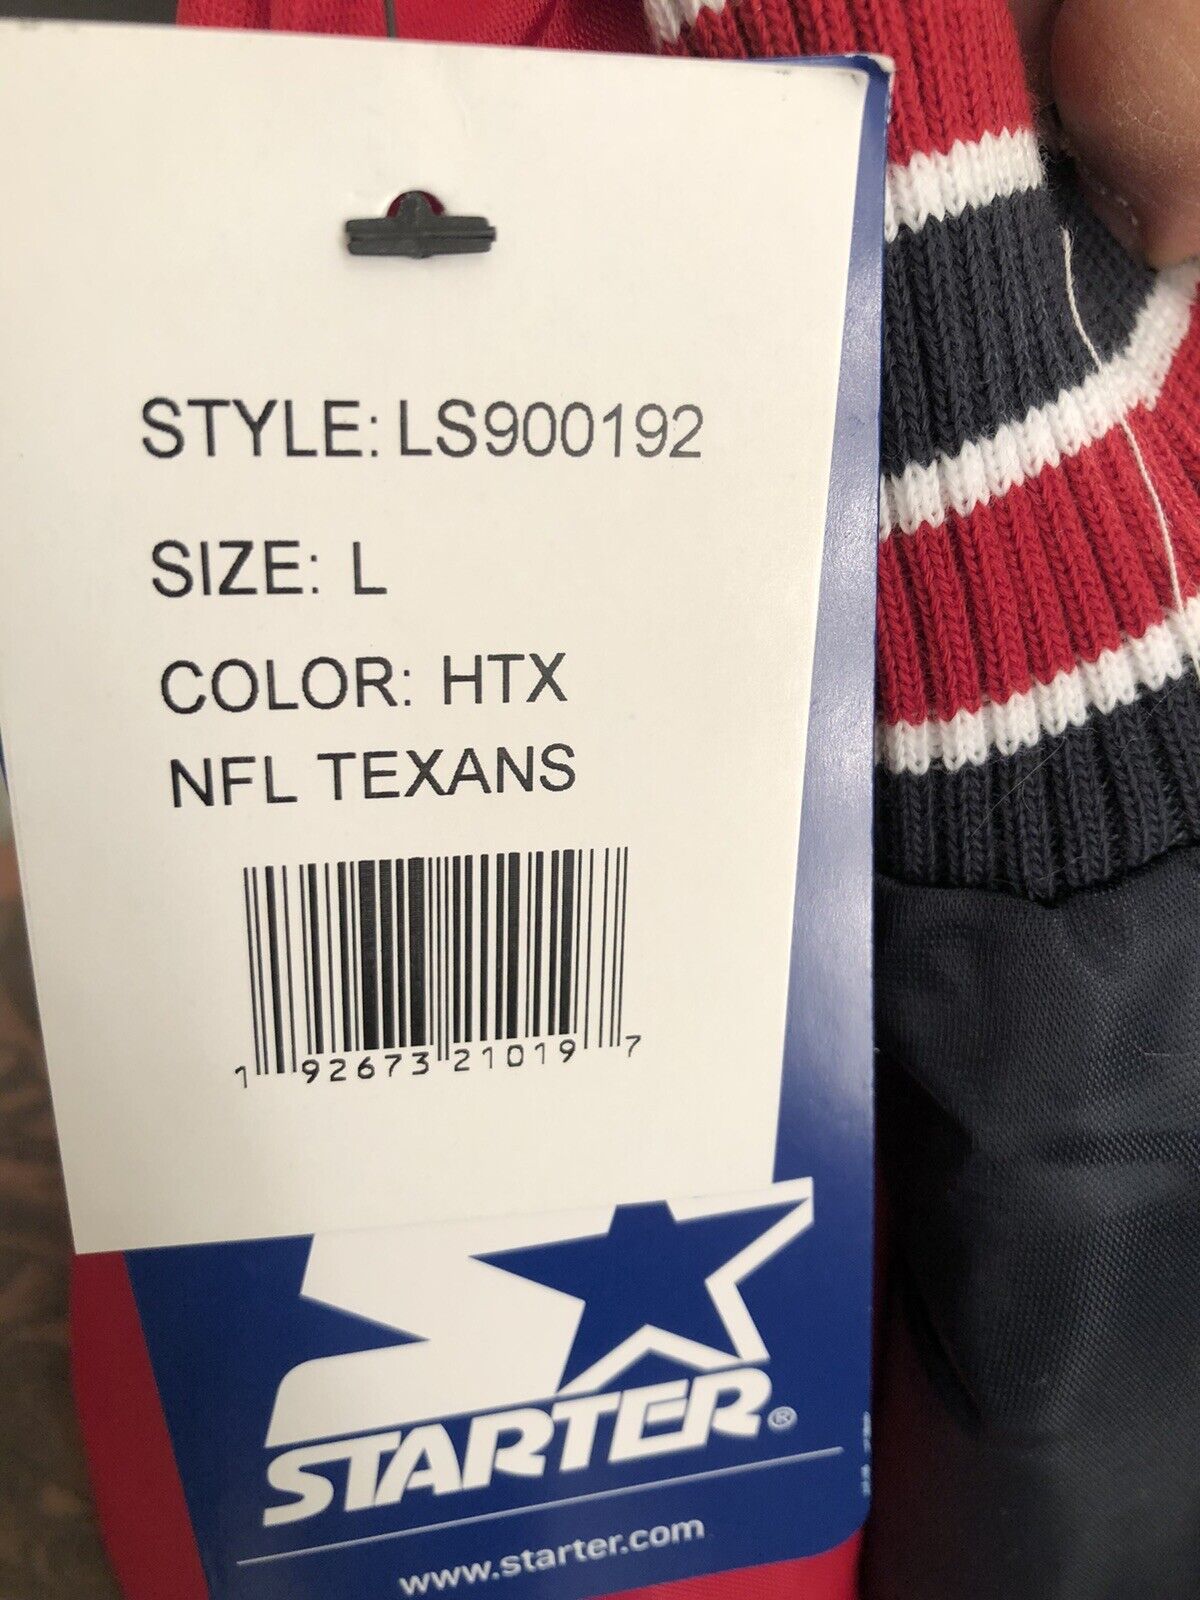 STYLE: LS900192
SIZE: L
COLOR: HTX
NFL TEXANS
1 92673 21019 7
STARTER®
www.starter.com